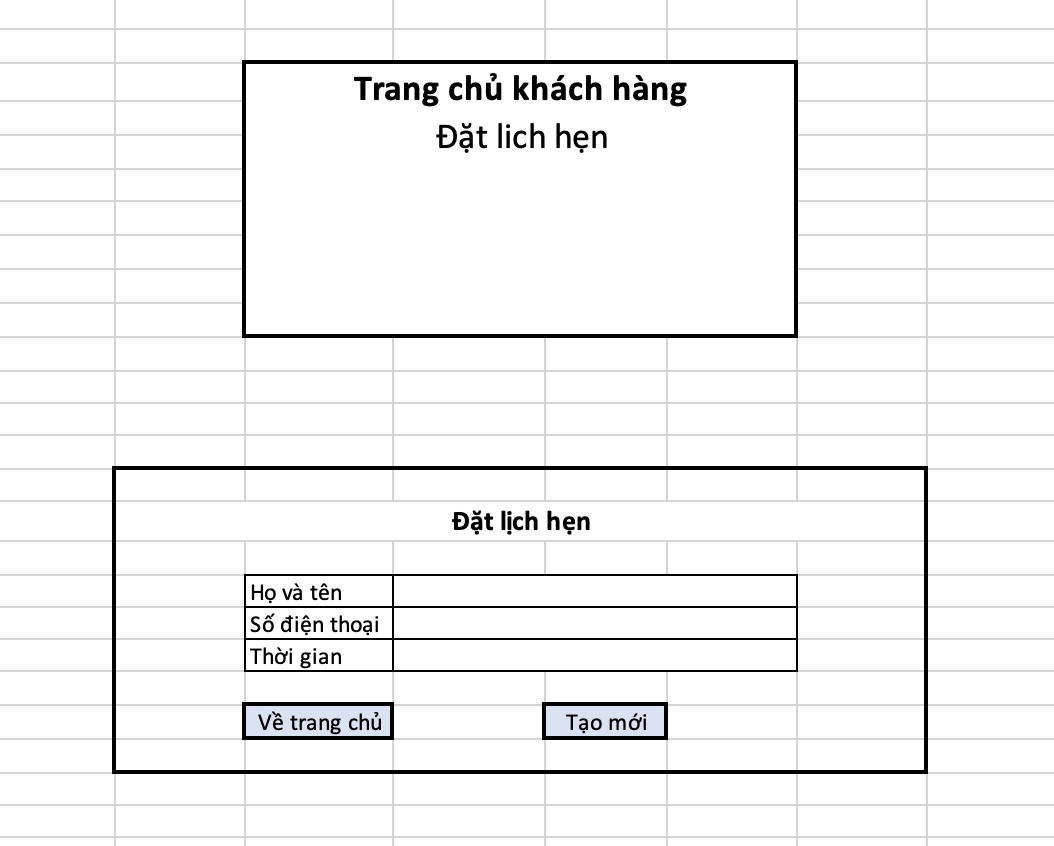 Trang chủ khách hàng
Đặt lich hẹn
Đặt lịch hẹn
Họ và tên
Số điện thoại
Thời gian
Về trang chủ
Tạo mới